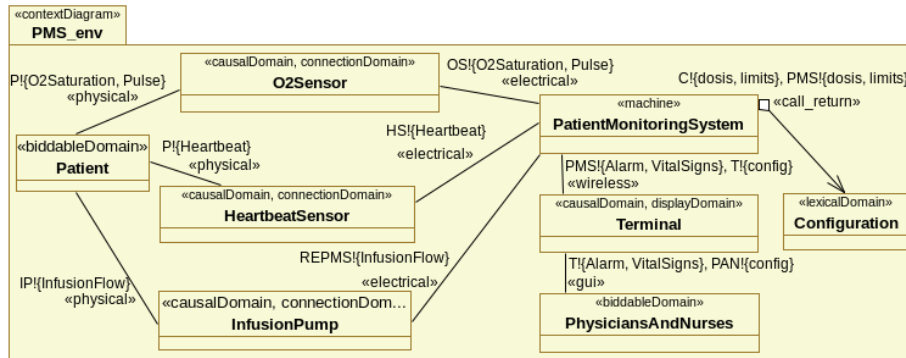 «contextDiagram»
PMS_env
«causalDomain, connectionDomain»
O2Sensor
P!{O2Saturation, Pulse}
«physical»
OS!{O2Saturation, Pulse}
«electrical»
C!{dosis, limits}, PMS!{dosis, limits}
«call_return»
«machine»
PatientMonitoringSystem
HS!{Heartbeat}
«electrical»
«biddableDomain»
Patient
P!{Heartbeat}
«physical»
PMS!{Alarm, VitalSigns}, T!{config}
«wireless»
«causalDomain, connectionDomain»
HeartbeatSensor
«causalDomain, displayDomain»
Terminal
«lexicalDomain»
Configuration
REPMS!{InfusionFlow}
«electrical»
T!{Alarm, VitalSigns}, PAN!{config}
«gui»
IP!{InfusionFlow}
«physical»
«causalDomain, connectionDom...
InfusionPump
«biddableDomain»
PhysiciansAndNurses